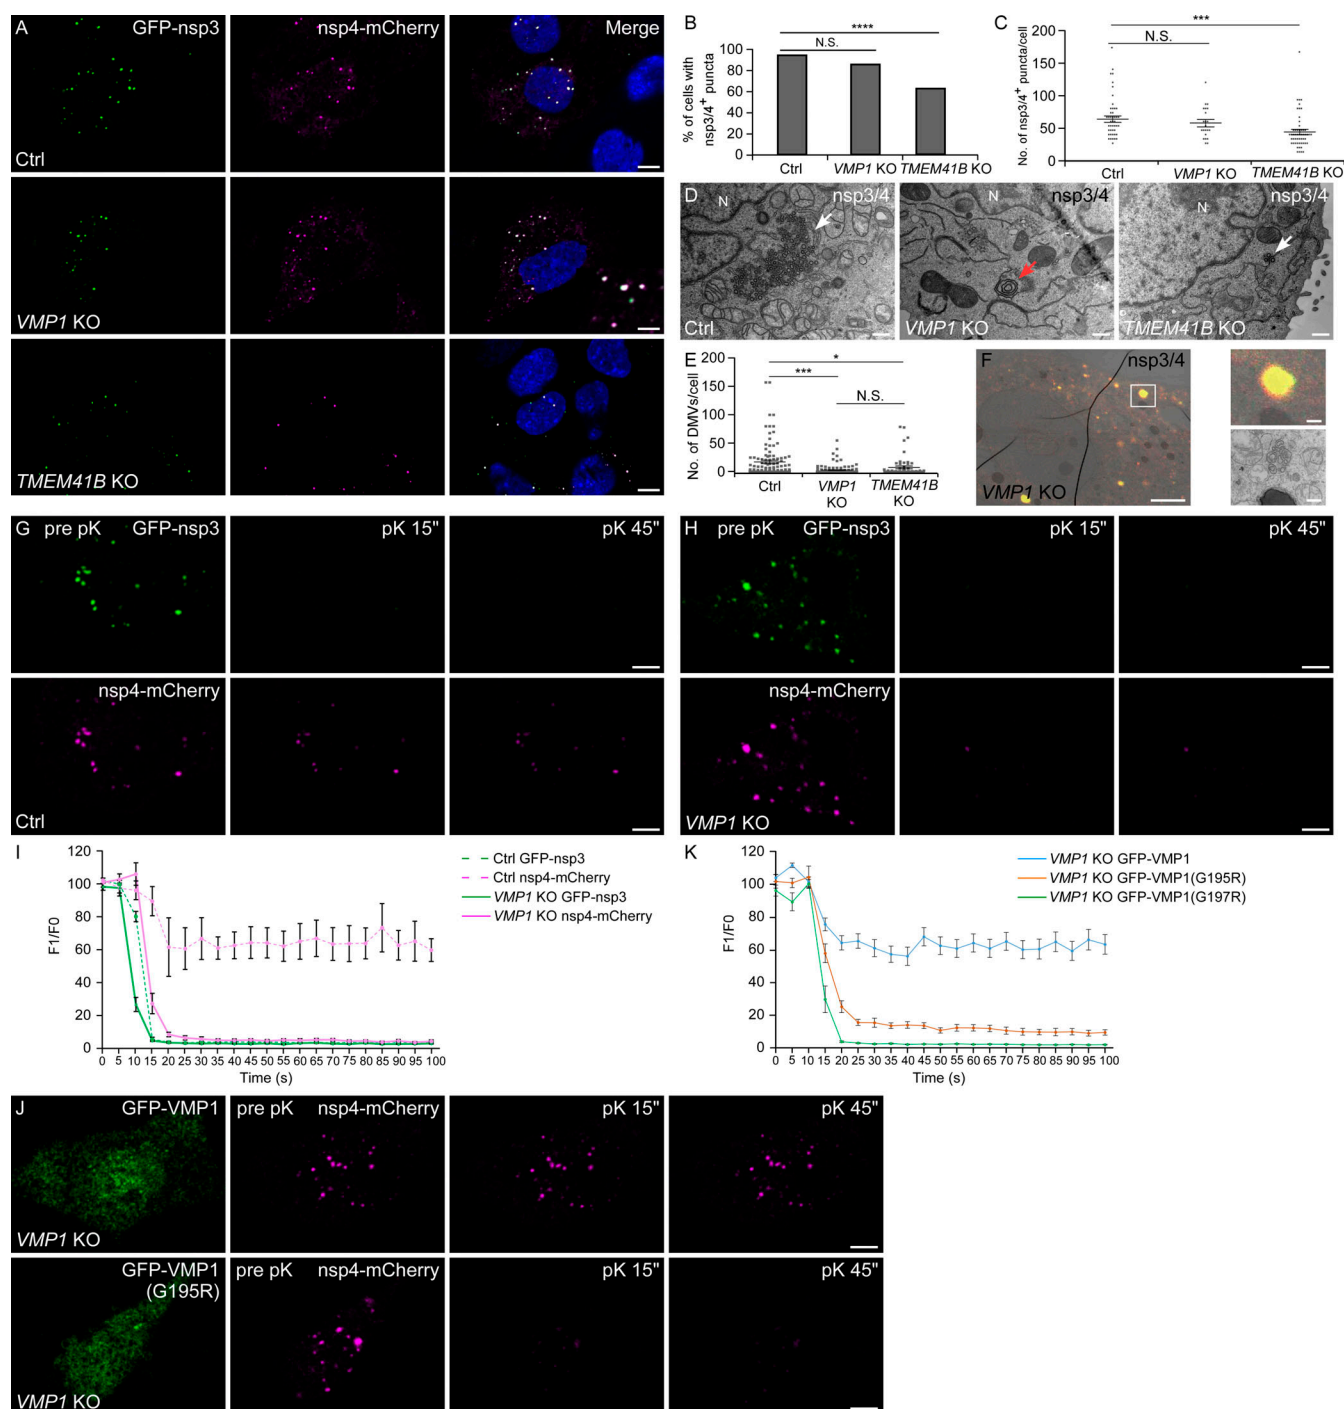 A GFP-nsp3 nsp4-mCherry Merge
Ctrl
VMP1 KO
TMEM41B KO
B
% of cells with
nsp3/4+ puncta
100
80
60
40
20
0
****
N.S.
Ctrl VMP1 KO TMEM41B KO
C
No. of nsp3/4+ puncta/cell
200
150
100
50
0
***
N.S.
Ctrl VMP1 KO TMEM41B KO
D N nsp3/4 N nsp3/4 N nsp3/4
Ctrl VMP1 KO TMEM41B KO
E
No. of DMVs/cell
200
150
100
50
0
*
***
N.S.
Ctrl VMP1 TMEM41B
KO KO
F nsp3/4
VMP1 KO
G pre pK GFP-nsp3 pK 15" pK 45"
nsp4-mCherry
Ctrl
H pre pK GFP-nsp3 pK 15" pK 45"
nsp4-mCherry
VMP1 KO
I
F1/F0
120
100
80
60
40
20
0
0 5 10 15 20 25 30 35 40 45 50 55 60 65 70 75 80 85 90 95 100
Time (s)
Ctrl GFP-nsp3
Ctrl nsp4-mCherry
VMP1 KO GFP-nsp3
VMP1 KO nsp4-mCherry
K
F1/F0
120
100
80
60
40
20
0
0 5 10 15 20 25 30 35 40 45 50 55 60 65 70 75 80 85 90 95 100
Time (s)
VMP1 KO GFP-VMP1
VMP1 KO GFP-VMP1(G195R)
VMP1 KO GFP-VMP1(G197R)
J GFP-VMP1 pre pK nsp4-mCherry pK 15" pK 45"
VMP1 KO
GFP-VMP1 pre pK nsp4-mCherry pK 15" pK 45"
(G195R)
VMP1 KO